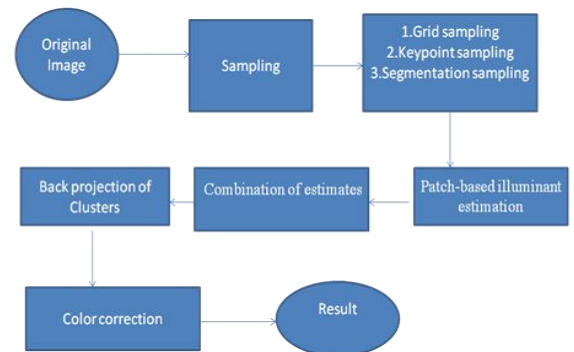 Original
Image
Sampling
1.Grid sampling
2.Keypoint sampling
3.Segmentation sampling
Patch-based illuminant
estimation
Combination of estimates
Back projection of
Clusters
Color correction
Result